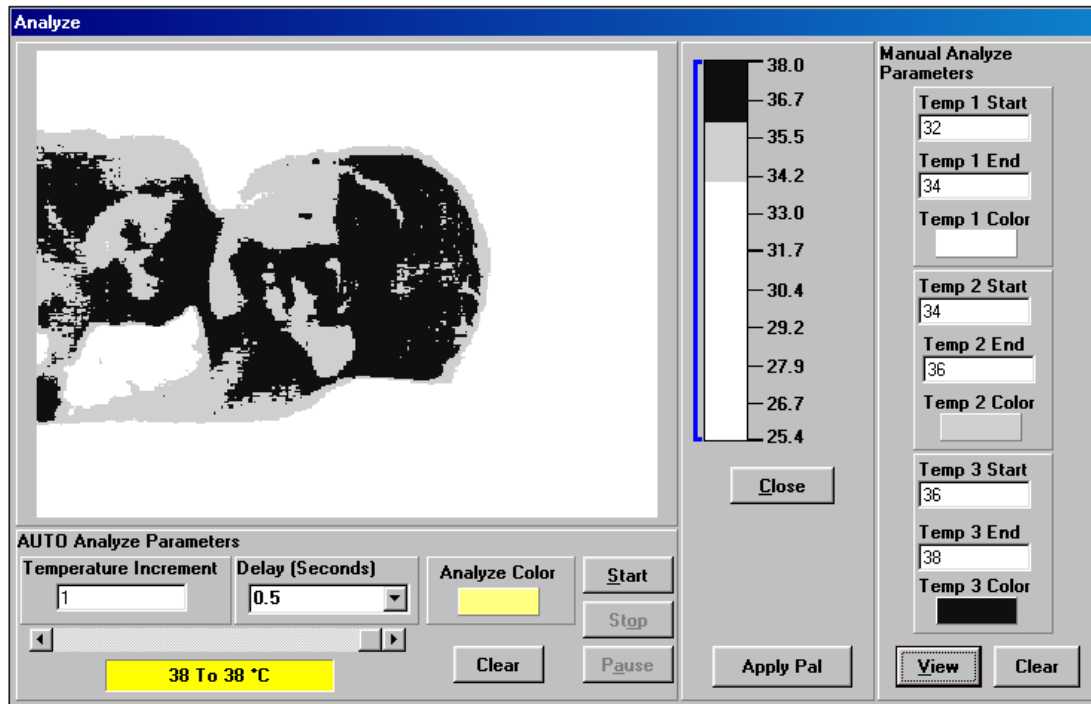 Analyze
38.0
36.7
35.5
34.2
33.0
31.7
30.4
29.2
27.9
26.7
25.4
Close
Apply Pal
Manual Analyze
Parameters
Temp 1 Start
32
Temp 1 End
34
Temp 1 Color
Temp 2 Start
34
Temp 2 End
36
Temp 2 Color
Temp 3 Start
36
Temp 3 End
38
Temp 3 Color
View
Clear
AUTO Analyze Parameters
Temperature Increment
1
Delay (Seconds)
0.5
Analyze Color
Start
Stop
Pause
Clear
38 To 38 °C